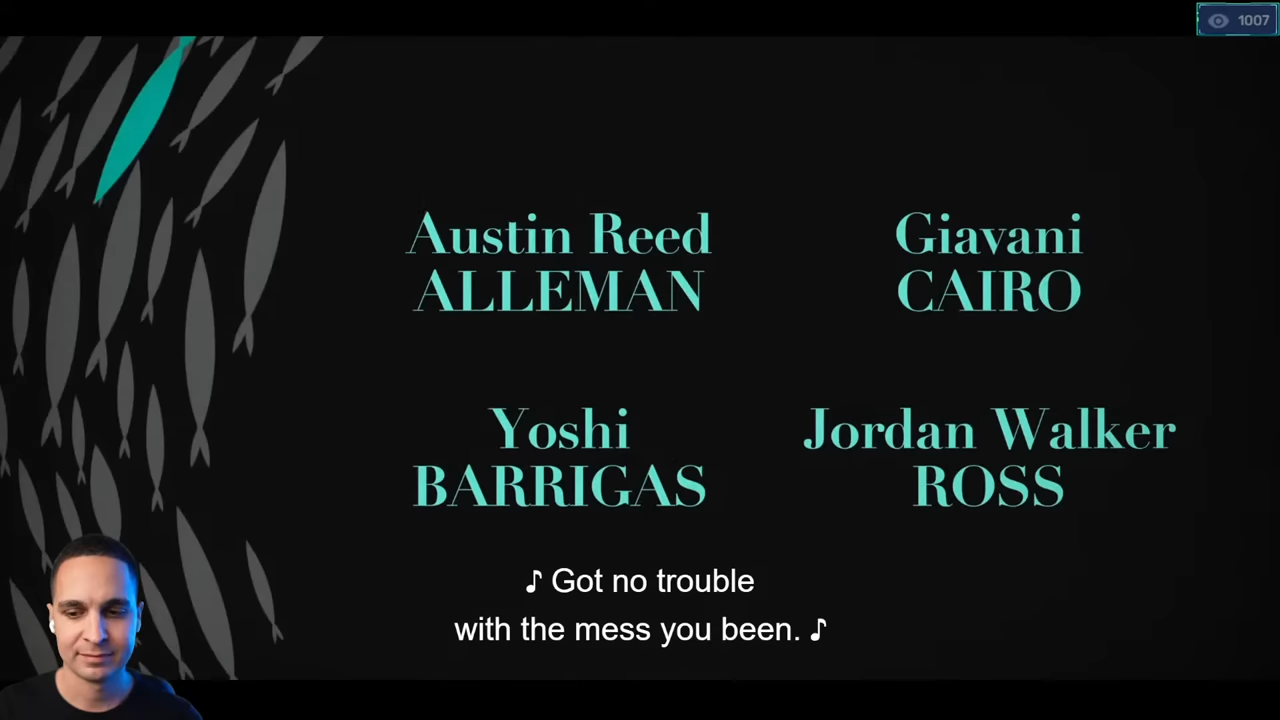 1007
Austin Reed
ALLEMAN
Giavani
CAIRO
Yoshi
BARRIGAS
Jordan Walker
ROSS
♪ Got no trouble
with the mess you been. ♪